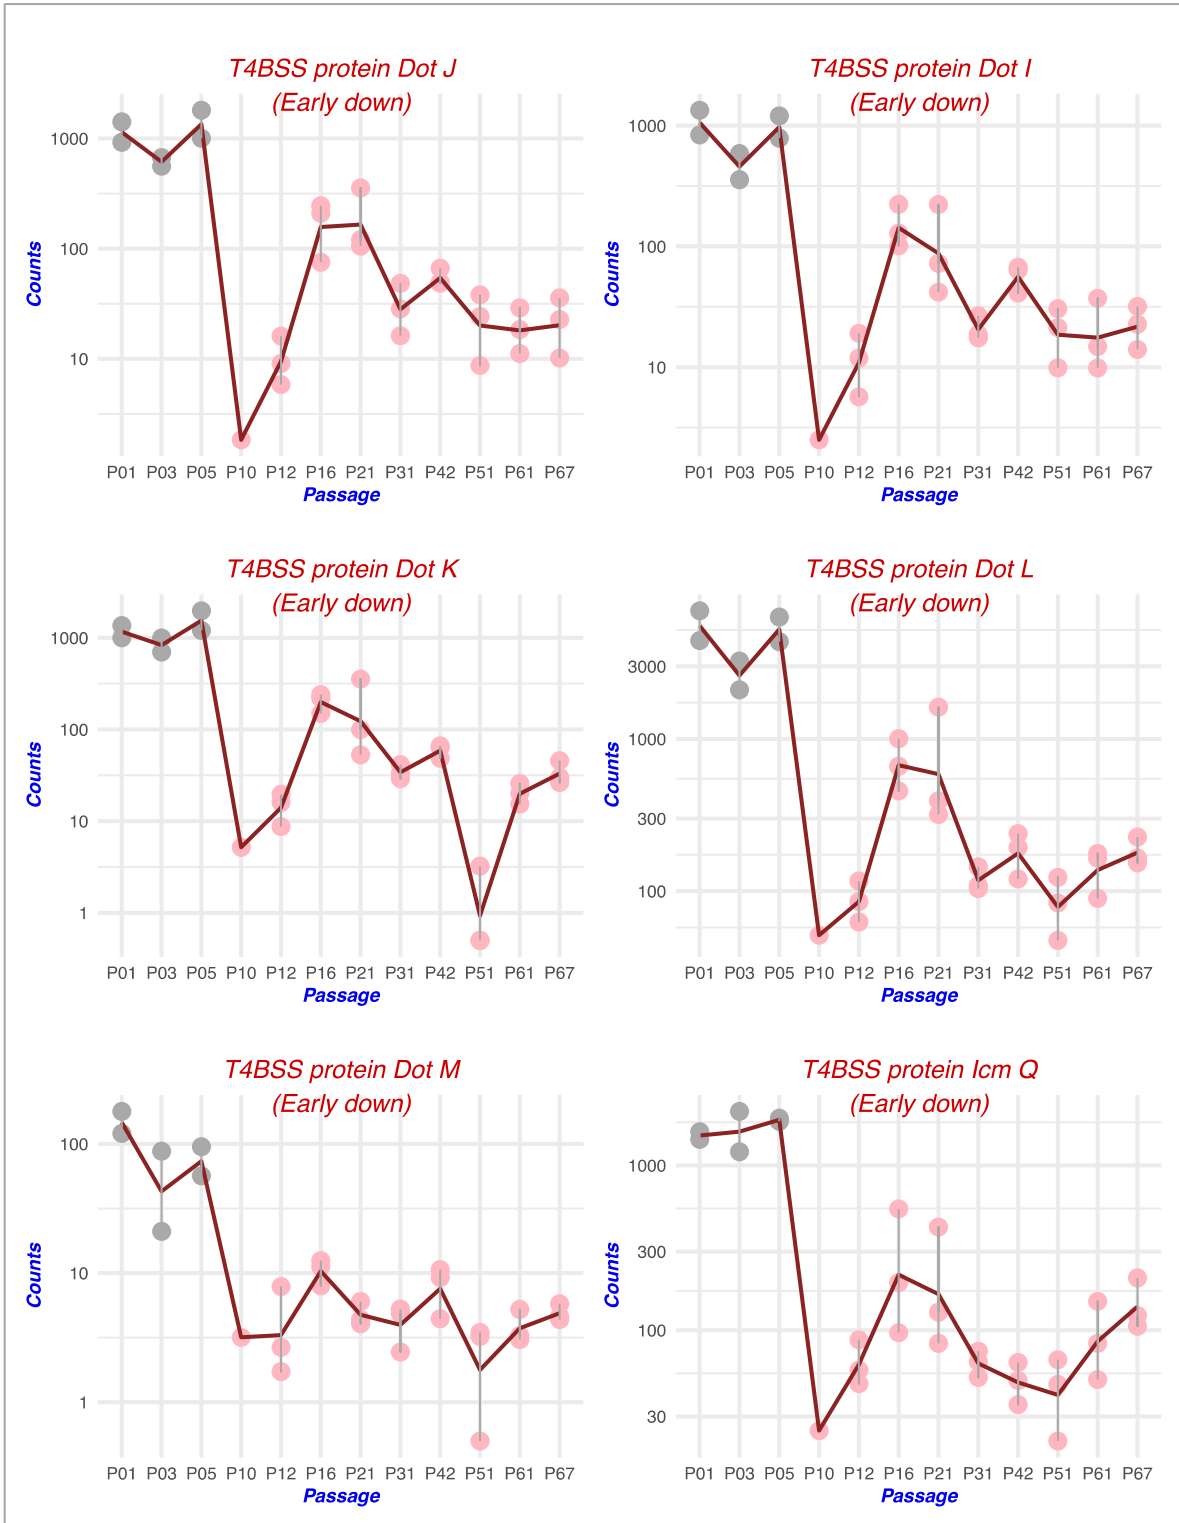 T4BSS protein Dot J
(Early down)
1000
100
10
Counts
P01 P03 P05 P10 P12 P16 P21 P31 P42 P51 P61 P67
Passage
T4BSS protein Dot I
(Early down)
1000
100
10
Counts
P01 P03 P05 P10 P12 P16 P21 P31 P42 P51 P61 P67
Passage
T4BSS protein Dot K
(Early down)
1000
100
10
1
Counts
P01 P03 P05 P10 P12 P16 P21 P31 P42 P51 P61 P67
Passage
T4BSS protein Dot L
(Early down)
3000
1000
300
100
Counts
P01 P03 P05 P10 P12 P16 P21 P31 P42 P51 P61 P67
Passage
T4BSS protein Dot M
(Early down)
100
10
1
Counts
P01 P03 P05 P10 P12 P16 P21 P31 P42 P51 P61 P67
Passage
T4BSS protein Icm Q
(Early down)
1000
300
100
30
Counts
P01 P03 P05 P10 P12 P16 P21 P31 P42 P51 P61 P67
Passage